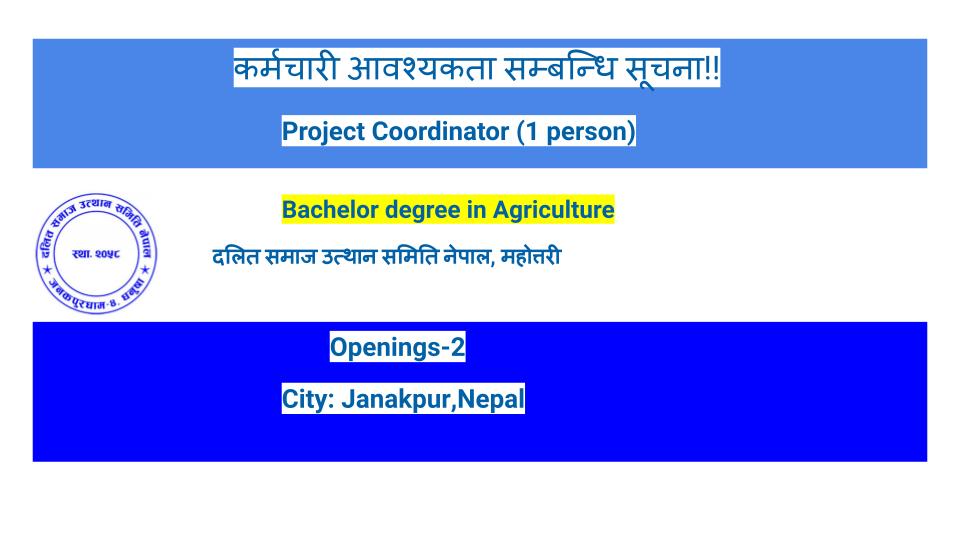 कर्मचारी आवश्यकता सम्बन्धि सूचना!!
Project Coordinator (1 person)
Bachelor degree in Agriculture
दलित समाज उत्थान समिति नेपाल, महोत्तरी
दलित समाज उत्थान समिति नेपाल
स्था. २०५८
जनकपुरधाम-४, धनुषा
Openings-2
City: Janakpur,Nepal